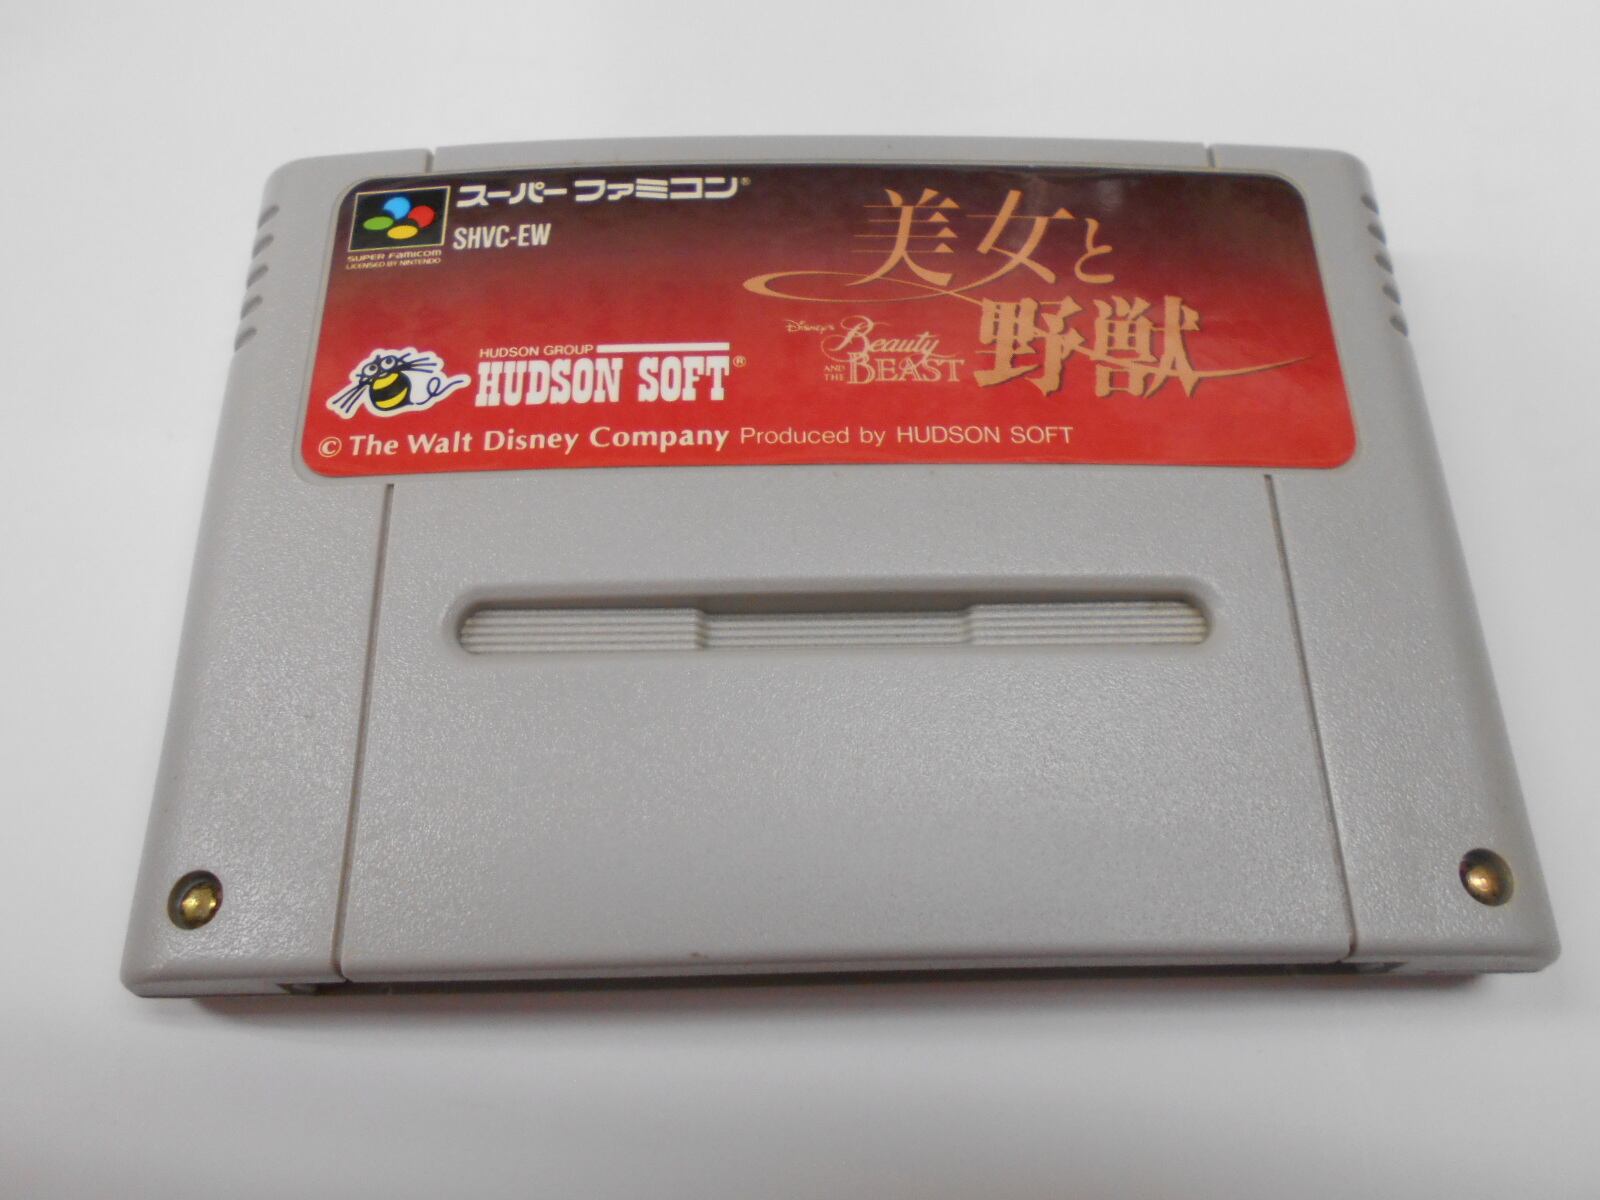 スーパーファミコン®
SHVC-EW
SUPER Famicom
LICENSED BY NINTENDO
美女と
野獣
Disney's
Beauty
AND THE BEAST
HUDSON GROUP
HUDSON SOFT®
© The Walt Disney Company Produced by HUDSON SOFT